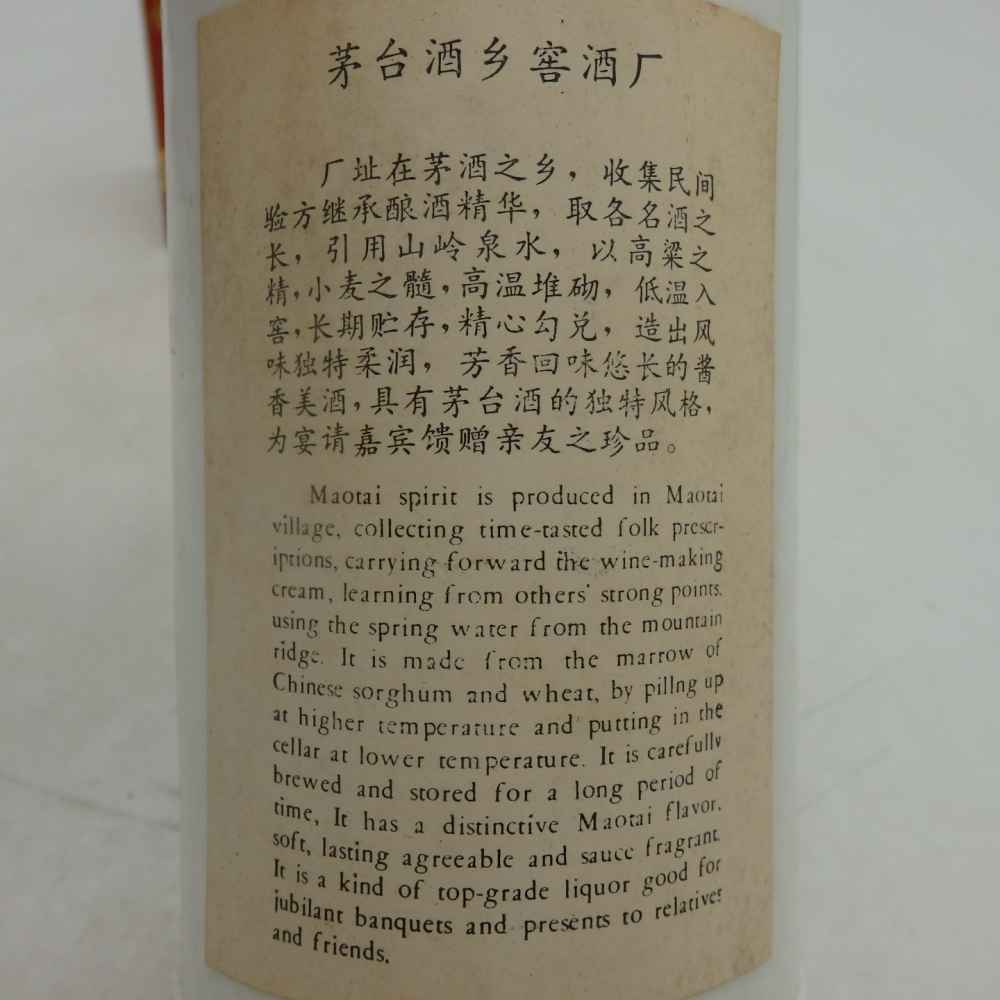 茅台酒乡窖酒厂
厂址在茅酒之乡，收集民间
验方继承酿酒精华，取各名酒之
长，引用山岭泉水，以高粱之
精，小麦之髓，高温堆砌，低温入
窖，长期贮存，精心勾兑，造出风
味独特柔润，芳香回味悠长的酱
香美酒，具有茅台酒的独特风格，
为宴请嘉宾馈赠亲友之珍品。
Maotai spirit is produced in Maotai
village, collecting time-tasted folk prescr-
iptions, carrying forward the wine-making
cream, learning from others' strong points.
using the spring water from the mountain
ridge. It is made from the marrow of
Chinese sorghum and wheat, by pillng up
at higher temperature and putting in the
cellar at lower temperature. It is carefully
brewed and stored for a long period of
time, It has a distinctive Maotai flavor.
soft, lasting agreeable and sauce fragrant.
It is a kind of top-grade liquor good for
jubilant banquets and presents to relatives
and friends.